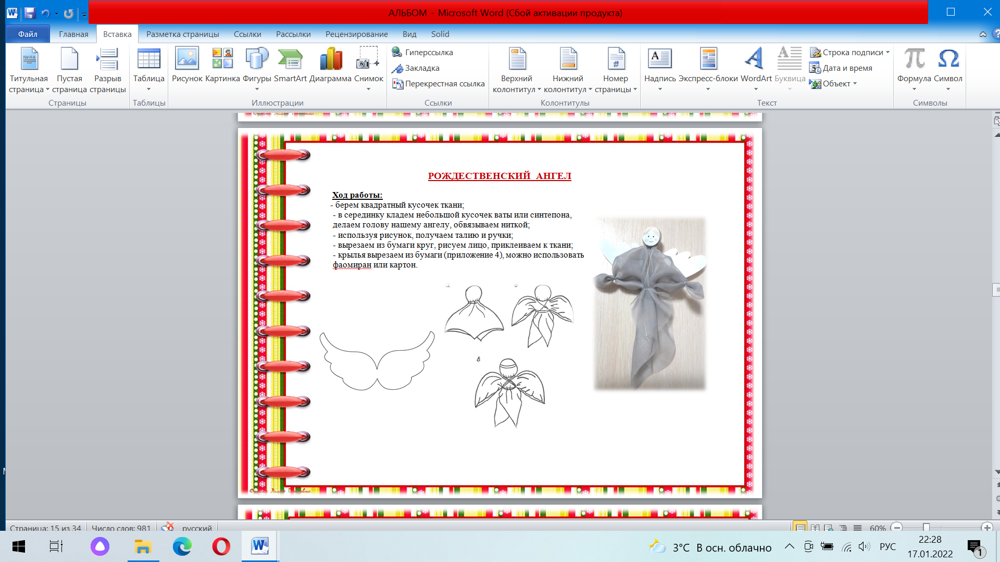 АЛЬБОМ - Microsoft Word (Сбой активации продукта)
Файл Главная Вставка Разметка страницы Ссылки Рассылки Рецензирование Вид Solid
Титульная страница
Пустая страница
Разрыв страницы
Таблица
Рисунок
Картинка
Фигуры
SmartArt
Диаграмма
Снимок
Гиперссылка
Закладка
Перекрестная ссылка
Верхний колонтитул
Нижний колонтитул
Номер страницы
Надпись
Экспресс-блоки
WordArt
Буквица
Строка подписи
Дата и время
Объект
Формула
Символ
Страницы Таблицы Иллюстрации Ссылки Колонтитулы Текст Символы
РОЖДЕСТВЕНСКИЙ АНГЕЛ
Ход работы:
- берем квадратный кусочек ткани;
- в серединку кладем небольшой кусочек ваты или синтепона,
делаем голову нашему ангелу, обвязываем ниткой;
- используя рисунок, получаем талию и ручки;
- вырезаем из бумаги круг, рисуем лицо, приклеиваем к ткани;
- крылья вырезаем из бумаги (приложение 4), можно использовать
фаомиран или картон.
в
Страница: 15 из 34 Число слов: 981 русский 60%
3°C В осн. облачно РУС 22:28
17.01.2022 1